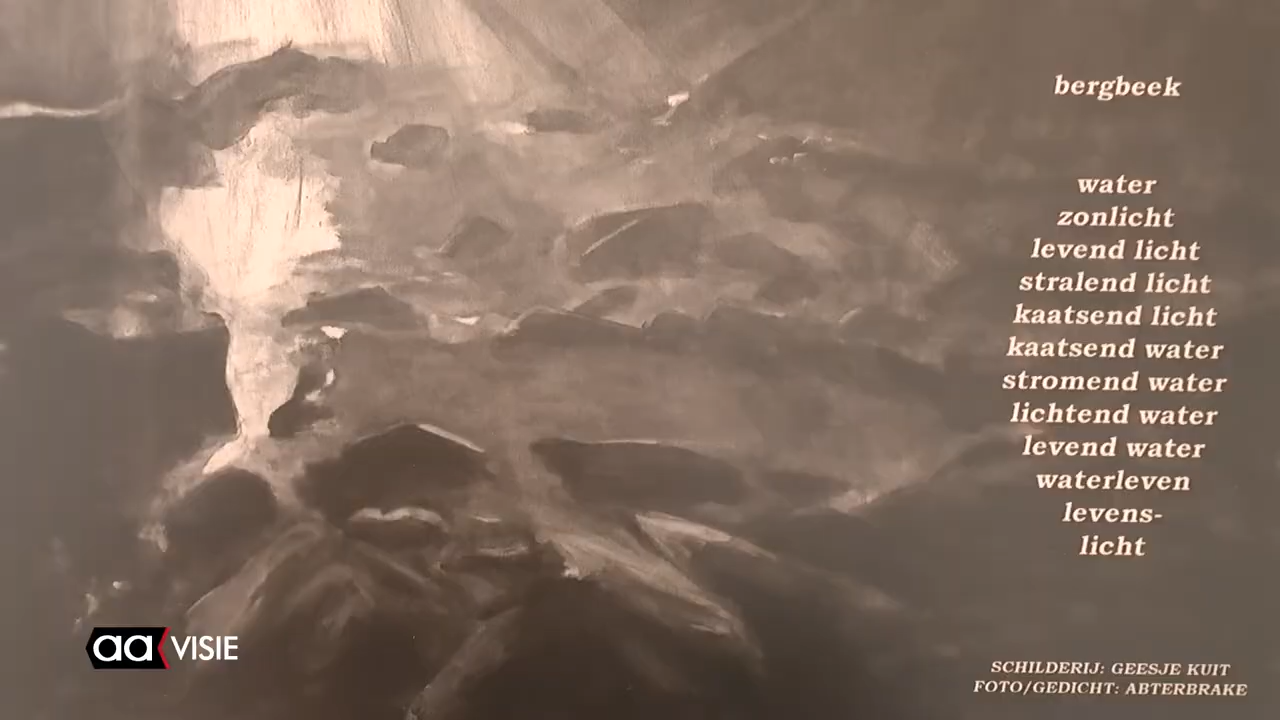 bergbeek
water
zonlicht
levend licht
stralend licht
kaatsend licht
kaatsend water
stromend water
lichtend water
levend water
waterleven
levens-
licht
SCHILDERIJ: GEESJE KUIT
FOTO/GEDICHT: ABTERBRAKE
aa VISIE